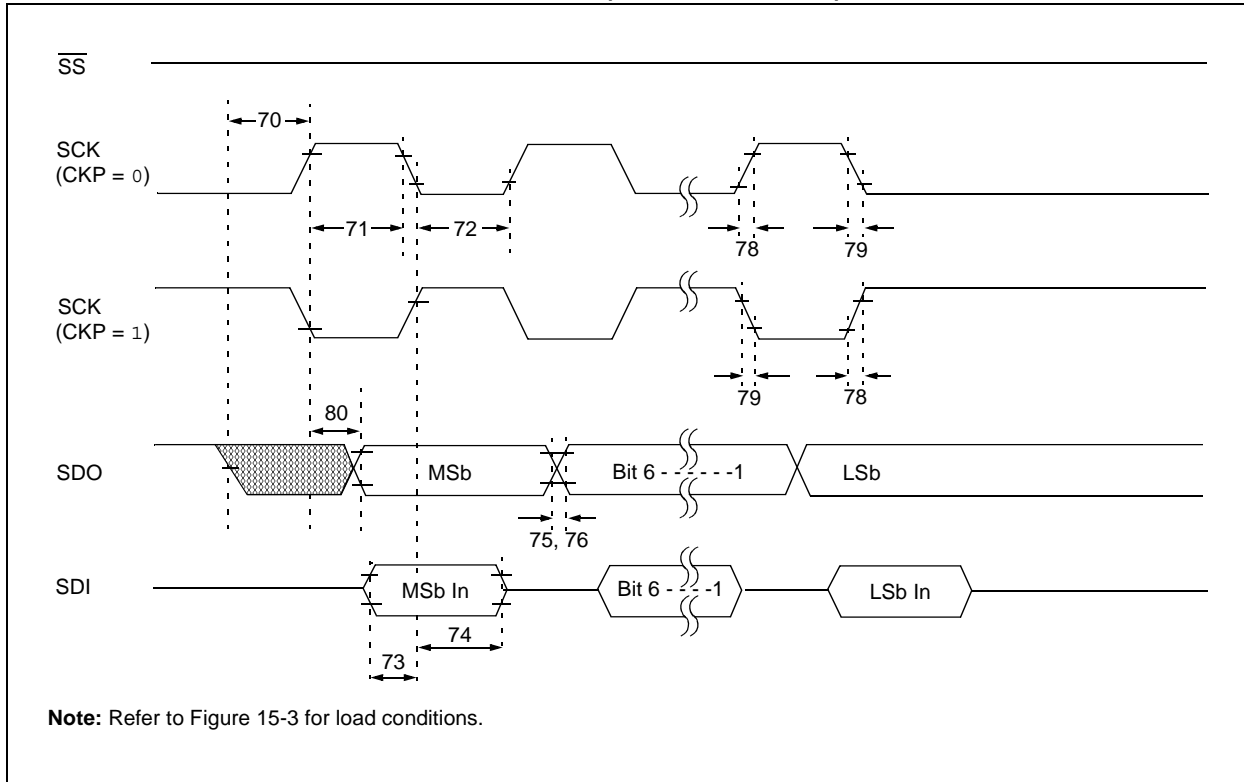 SS
70
SCK
(CKP = 0)
71
72
78
79
SCK
(CKP = 1)
79
78
80
SDO
MSb
Bit 6 - - - - - -1
LSb
75, 76
SDI
MSb In
Bit 6 - - - - -1
LSb In
74
73
Note: Refer to Figure 15-3 for load conditions.